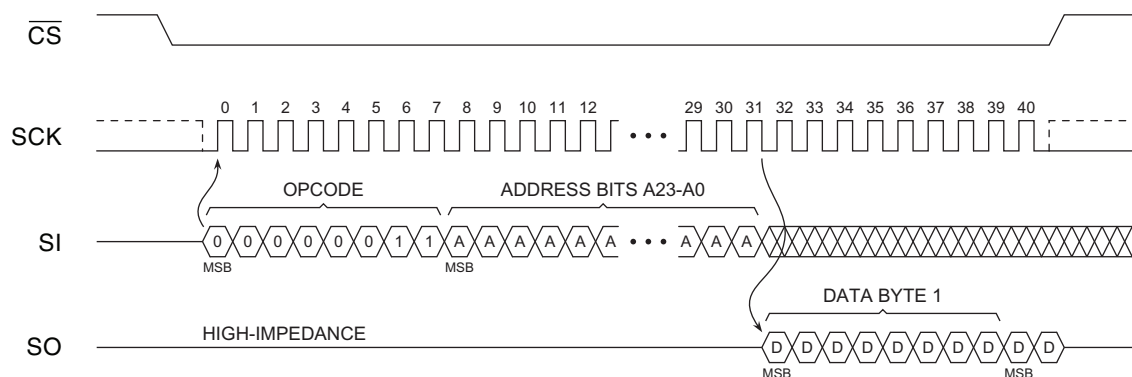 CS
SCK 0 1 2 3 4 5 6 7 8 9 10 11 12 ••• 29 30 31 32 33 34 35 36 37 38 39 40
OPCODE ADDRESS BITS A23-A0
SI 0 0 0 0 0 0 1 1 A A A A A A ••• A A A
MSB MSB
DATA BYTE 1
HIGH-IMPEDANCE
SO D D D D D D D D D D
MSB MSB